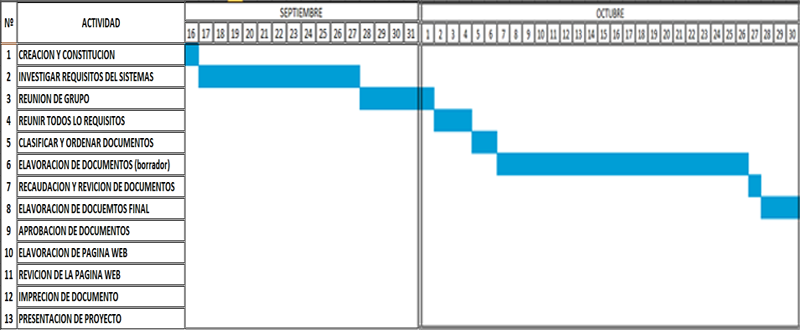 Nº ACTIVIDAD SEPTIEMBRE OCTUBRE
16 17 18 19 20 21 22 23 24 25 26 27 28 29 30 31 1 2 3 4 5 6 7 8 9 10 11 12 13 14 15 16 17 18 19 20 21 22 23 24 25 26 27 28 29 30
1 CREACION Y CONSTITUCION
2 INVESTIGAR REQUISITOS DEL SISTEMAS
3 REUNION DE GRUPO
4 REUNIR TODOS LO REQUISITOS
5 CLASIFICAR Y ORDENAR DOCUMENTOS
6 ELAVORACION DE DOCUMENTOS (borrador)
7 RECAUDACION Y REVICION DE DOCUMENTOS
8 ELAVORACION DE DOCUEMTOS FINAL
9 APROBACION DE DOCUMENTOS
10 ELAVORACION DE PAGINA WEB
11 REVICION DE LA PAGINA WEB
12 IMPRECION DE DOCUMENTO
13 PRESENTACION DE PROYECTO